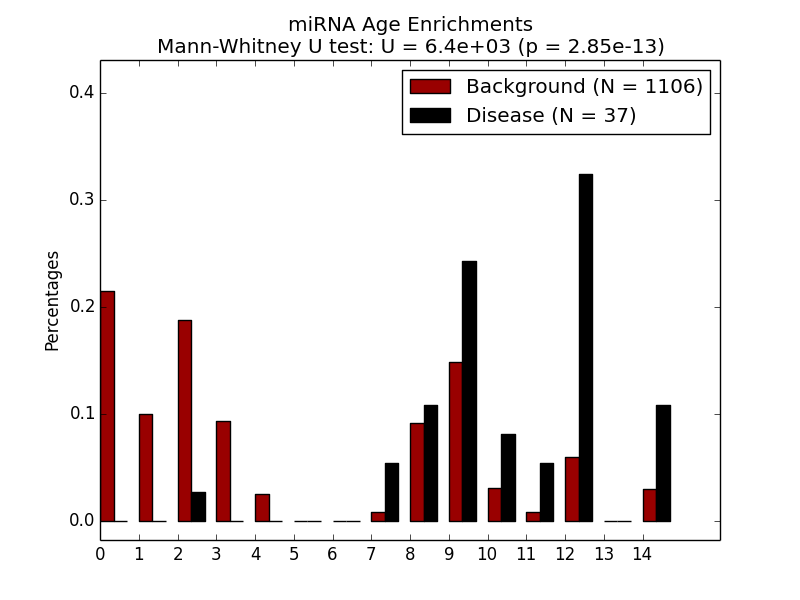 miRNA Age Enrichments
Mann-Whitney U test: U = 6.4e+03 (p = 2.85e-13)
Background (N = 1106)
Disease (N = 37)
Percentages
0.4
0.3
0.2
0.1
0.0
0 1 2 3 4 5 6 7 8 9 10 11 12 13 14